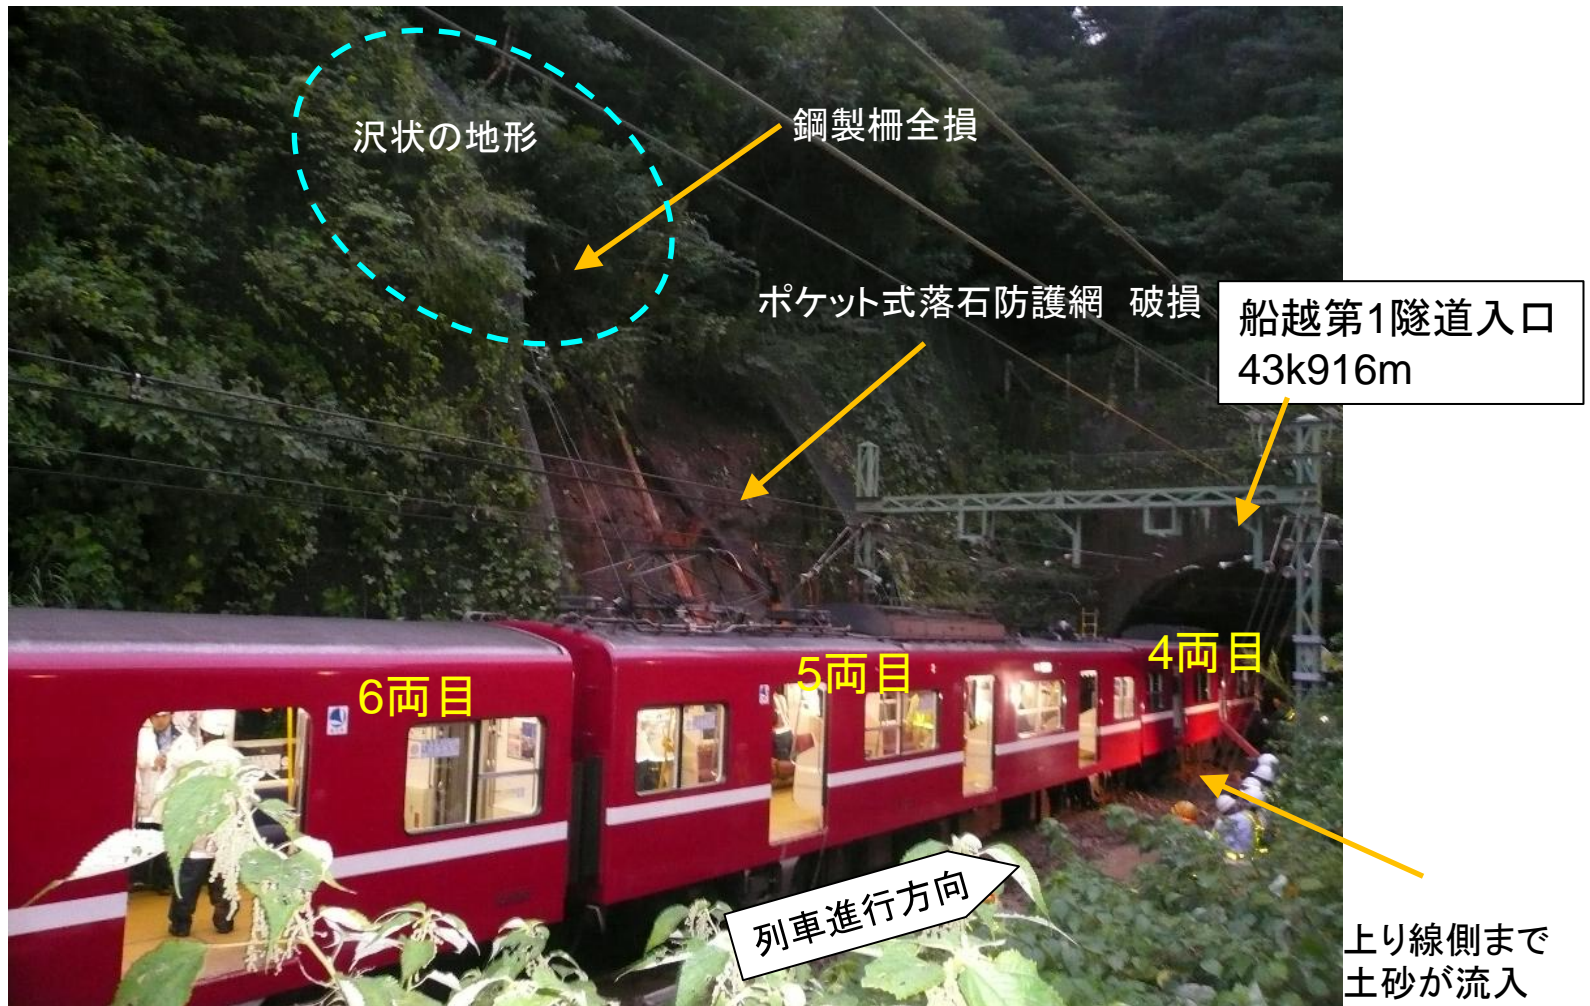 沢状の地形
鋼製柵全損
ポケット式落石防護網　破損
船越第1隧道入口
43k916m
4両目
5両目
6両目
列車進行方向
上り線側まで
土砂が流入